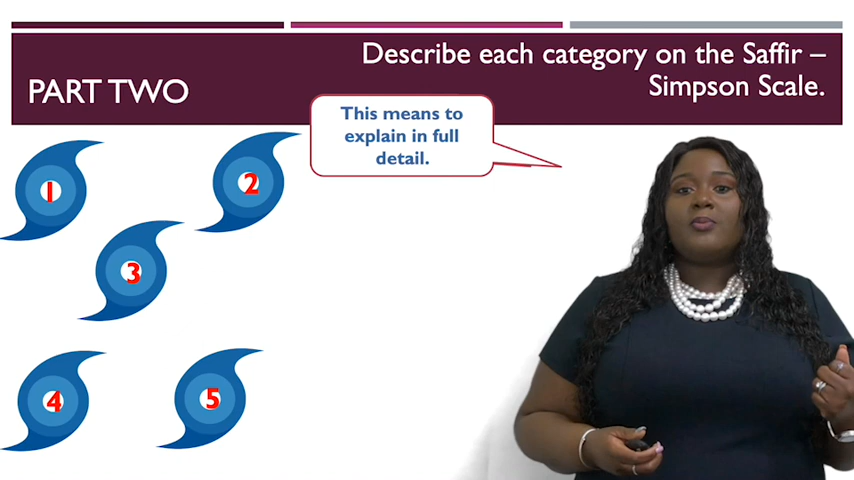 PART TWO
Describe each category on the Saffir –
Simpson Scale.
This means to
explain in full
detail.
1
2
3
4
5